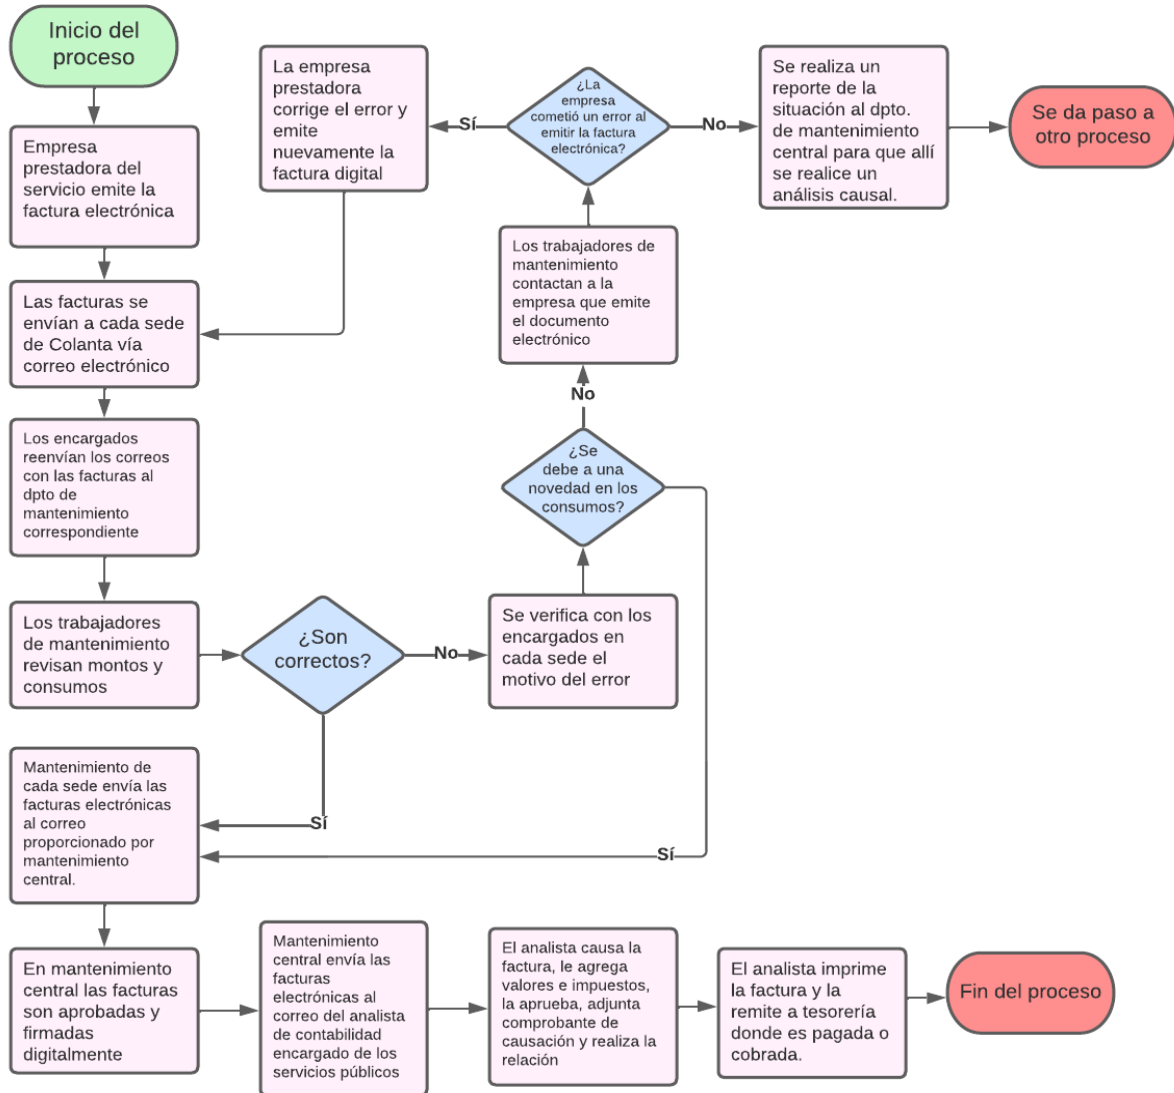 Inicio del
proceso
Empresa
prestadora del
servicio emite la
factura electrónica
Las facturas se
envían a cada sede
de Colanta vía
correo electrónico
Los encargados
reenvían los correos
con las facturas al
dpto de
mantenimiento
correspondiente
Los trabajadores
de mantenimiento
revisan montos y
consumos
¿Son
correctos?
No
Sí
Se verifica con los
encargados en
cada sede el
motivo del error
¿Se
debe a una
novedad en los
consumos?
No
Sí
Los trabajadores de
mantenimiento
contactan a la
empresa que emite
el documento
electrónico
¿La
empresa
cometió un error al
emitir la factura
electrónica?
Sí
No
La empresa
prestadora
corrige el error y
emite
nuevamente la
factura digital
Se realiza un
reporte de la
situación al dpto.
de mantenimiento
central para que allí
se realice un
análisis causal.
Se da paso a
otro proceso
Mantenimiento de
cada sede envía las
facturas electrónicas
al correo
proporcionado por
mantenimiento
central.
En mantenimiento
central las facturas
son aprobadas y
firmadas
digitalmente
Mantenimiento
central envía las
facturas
electrónicas al
correo del analista
de contabilidad
encargado de los
servicios públicos
El analista causa la
factura, le agrega
valores e impuestos,
la aprueba, adjunta
comprobante de
causación y realiza la
relación
El analista imprime
la factura y la
remite a tesorería
donde es pagada o
cobrada.
Fin del proceso